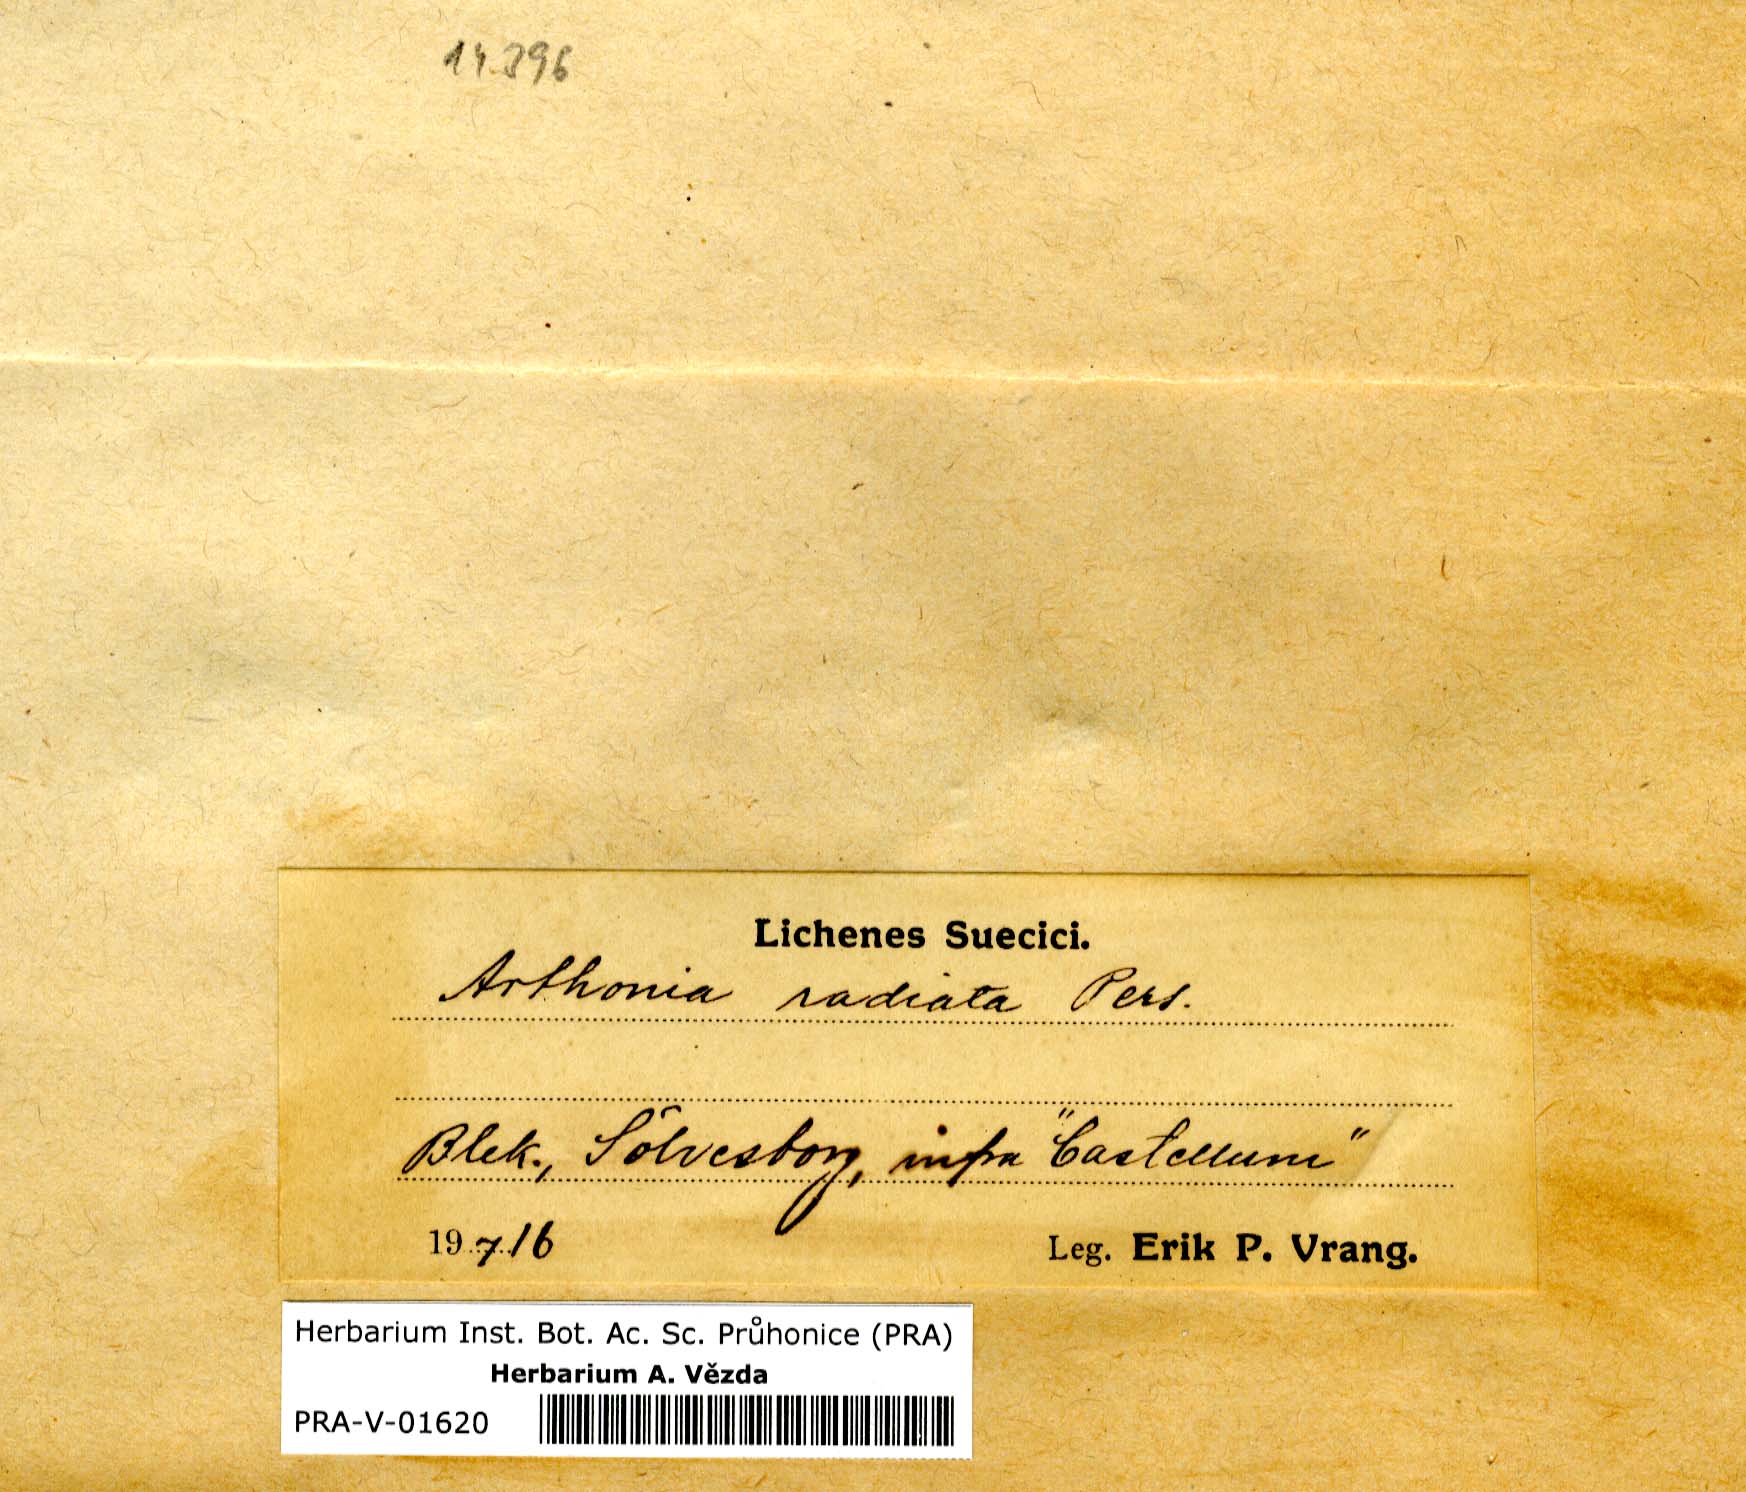 14.396
Lichenes Suecici.
Arthonia radiata Pers.
Blek., Sölvesborg, infra "Castellum"
19 7/16
Leg. Erik P. Vrang.
Herbarium Inst. Bot. Ac. Sc. Průhonice (PRA)
Herbarium A. Vězda
PRA-V-01620